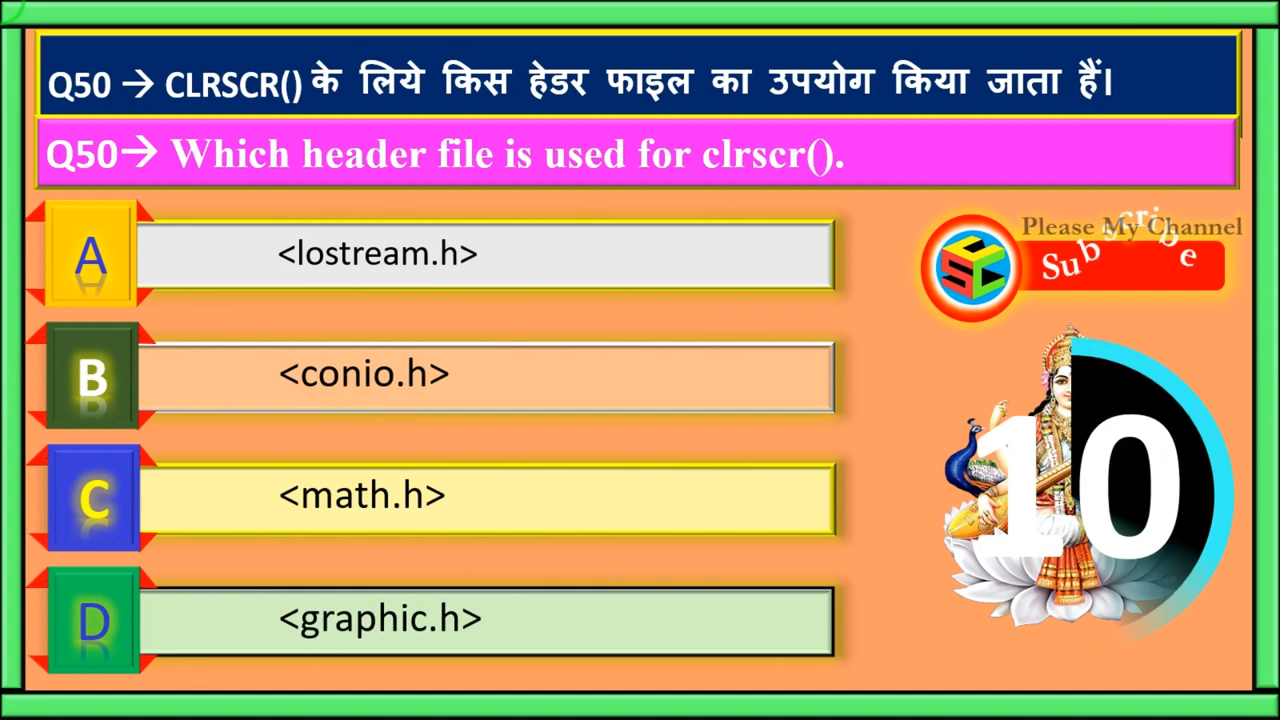 Q50 → CLRSCR() के लिये किस हेडर फाइल का उपयोग किया जाता हैं।
Q50→ Which header file is used for clrscr().
A <lostream.h>
Please My Channel
Subscribe
B <conio.h>
C <math.h>
10
D <graphic.h>